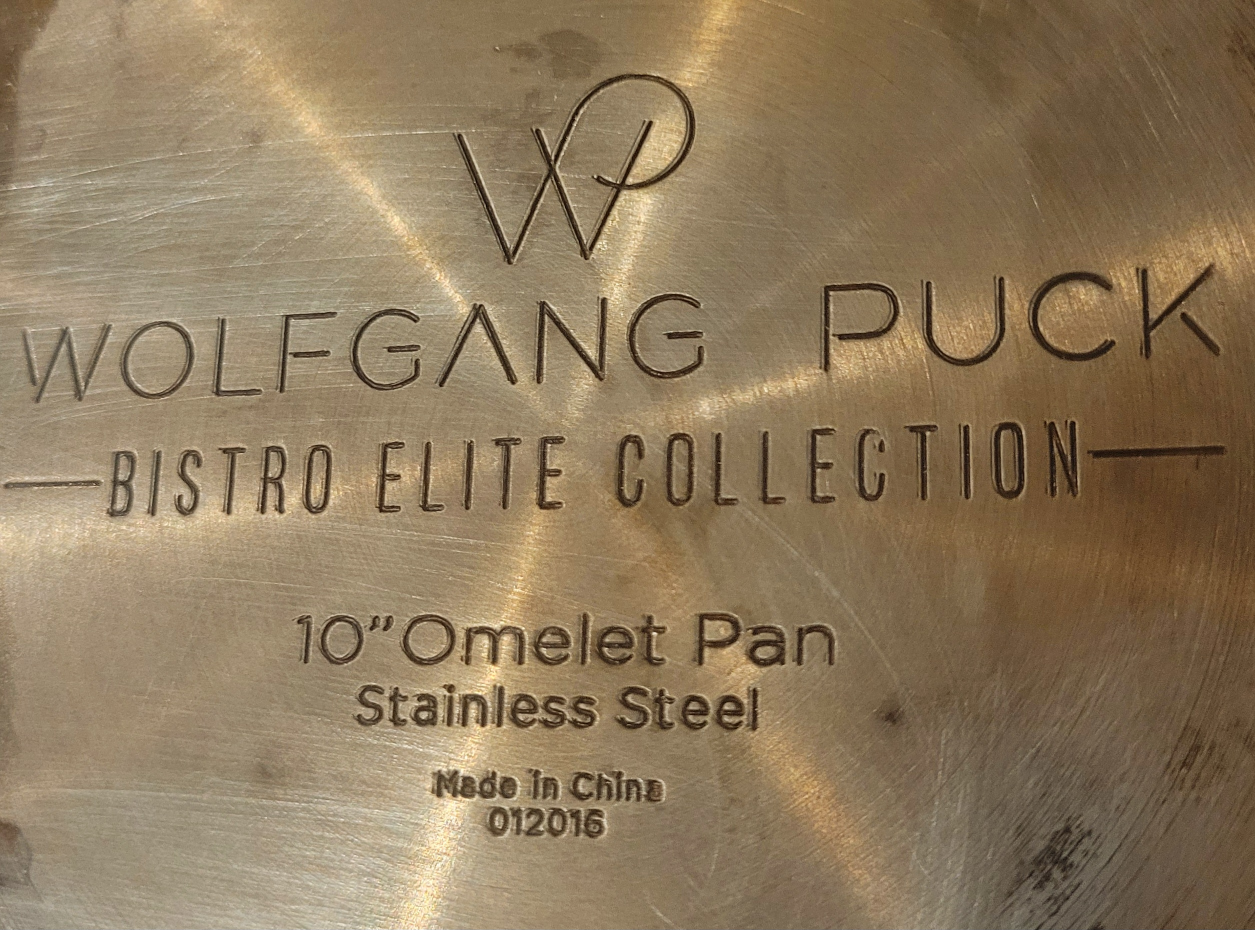 WP
WOLFGANG PUCK
BISTRO ELITE COLLECTION
10” Omelet Pan
Stainless Steel
Made in China
012016